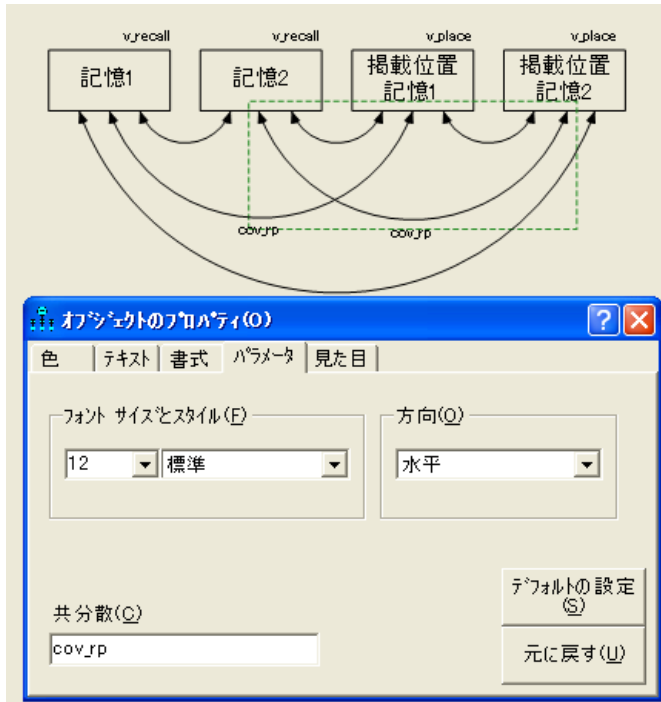 v_recall
v_recall
v_place
v_place
記憶1
記憶2
掲載位置
記憶1
掲載位置
記憶2
cov_rp
cov_rp
オブジェクトのプロパティ(O)
色
テキスト
書式
パラメータ
見た目
フォント サイズとスタイル(F)
方向(O)
12
標準
水平
共分散(C)
cov_rp
デフォルトの設定
(S)
元に戻す(U)